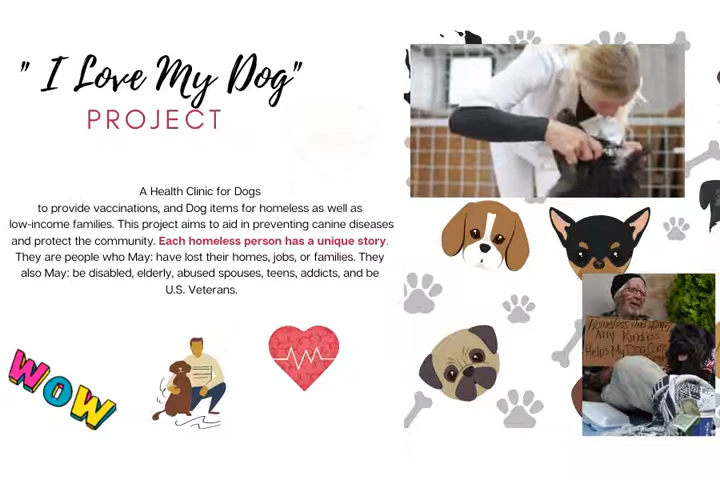 " I Love My Dog"
PROJECT
A Health Clinic for Dogs
to provide vaccinations, and Dog items for homeless as well as
low-income families. This project aims to aid in preventing canine diseases
and protect the community. Each homeless person has a unique story.
They are people who May: have lost their homes, jobs, or families. They
also May: be disabled, elderly, abused spouses, teens, addicts, and be
U.S. Veterans.
WOW
Homeless and Hungry
Any Kindness
Helps My Dog